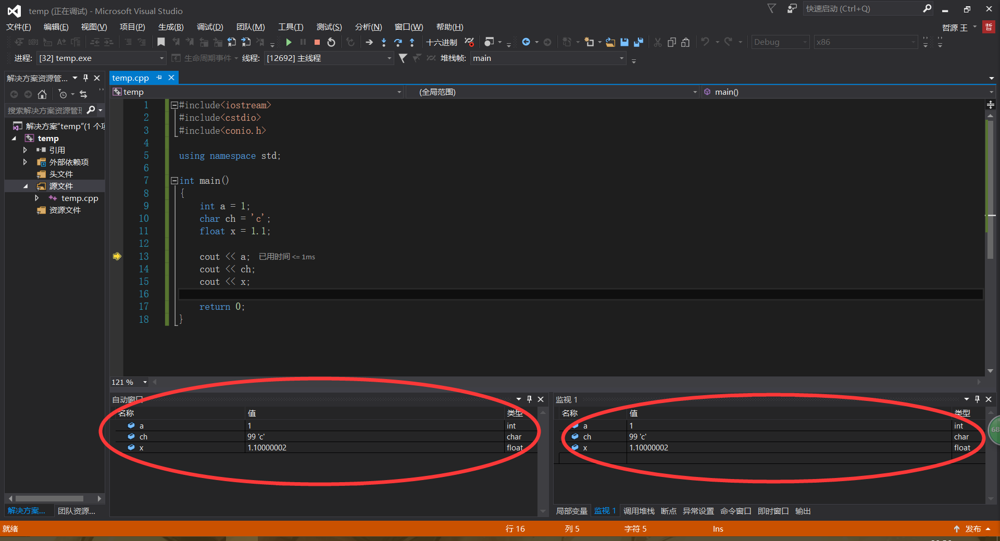 temp (正在调试) - Microsoft Visual Studio
快速启动 (Ctrl+Q)
文件(F) 编辑(E) 视图(V) 项目(P) 生成(B) 调试(D) 团队(M) 工具(T) 测试(S) 分析(N) 窗口(W) 帮助(H)
哲源 王
哲
十六进制
Debug
x86
进程: [32] temp.exe 生命周期事件 线程: [12692] 主线程 堆栈帧: main
解决方案资源管...
temp.cpp
temp (全局范围) main()
搜索解决方案资源管理
解决方案"temp"(1 个项
temp
引用
外部依赖项
头文件
源文件
temp.cpp
资源文件
1 #include<iostream>
2 #include<cstdio>
3 #include<conio.h>
4
5 using namespace std;
6
7 int main()
8 {
9 int a = 1;
10 char ch = 'c';
11 float x = 1.1;
12
13 cout << a; 已用时间 <= 1ms
14 cout << ch;
15 cout << x;
16
17 return 0;
18 }
121 %
自动窗口
名称 值 类型
a 1 int
ch 99 'c' char
x 1.10000002 float
监视 1
名称 值 类型
a 1 int
ch 99 'c' char
x 1.10000002 float
68
解决方案... 团队资源...
局部变量 监视 1 调用堆栈 断点 异常设置 命令窗口 即时窗口 输出
就绪 行 16 列 5 字符 5 Ins 发布